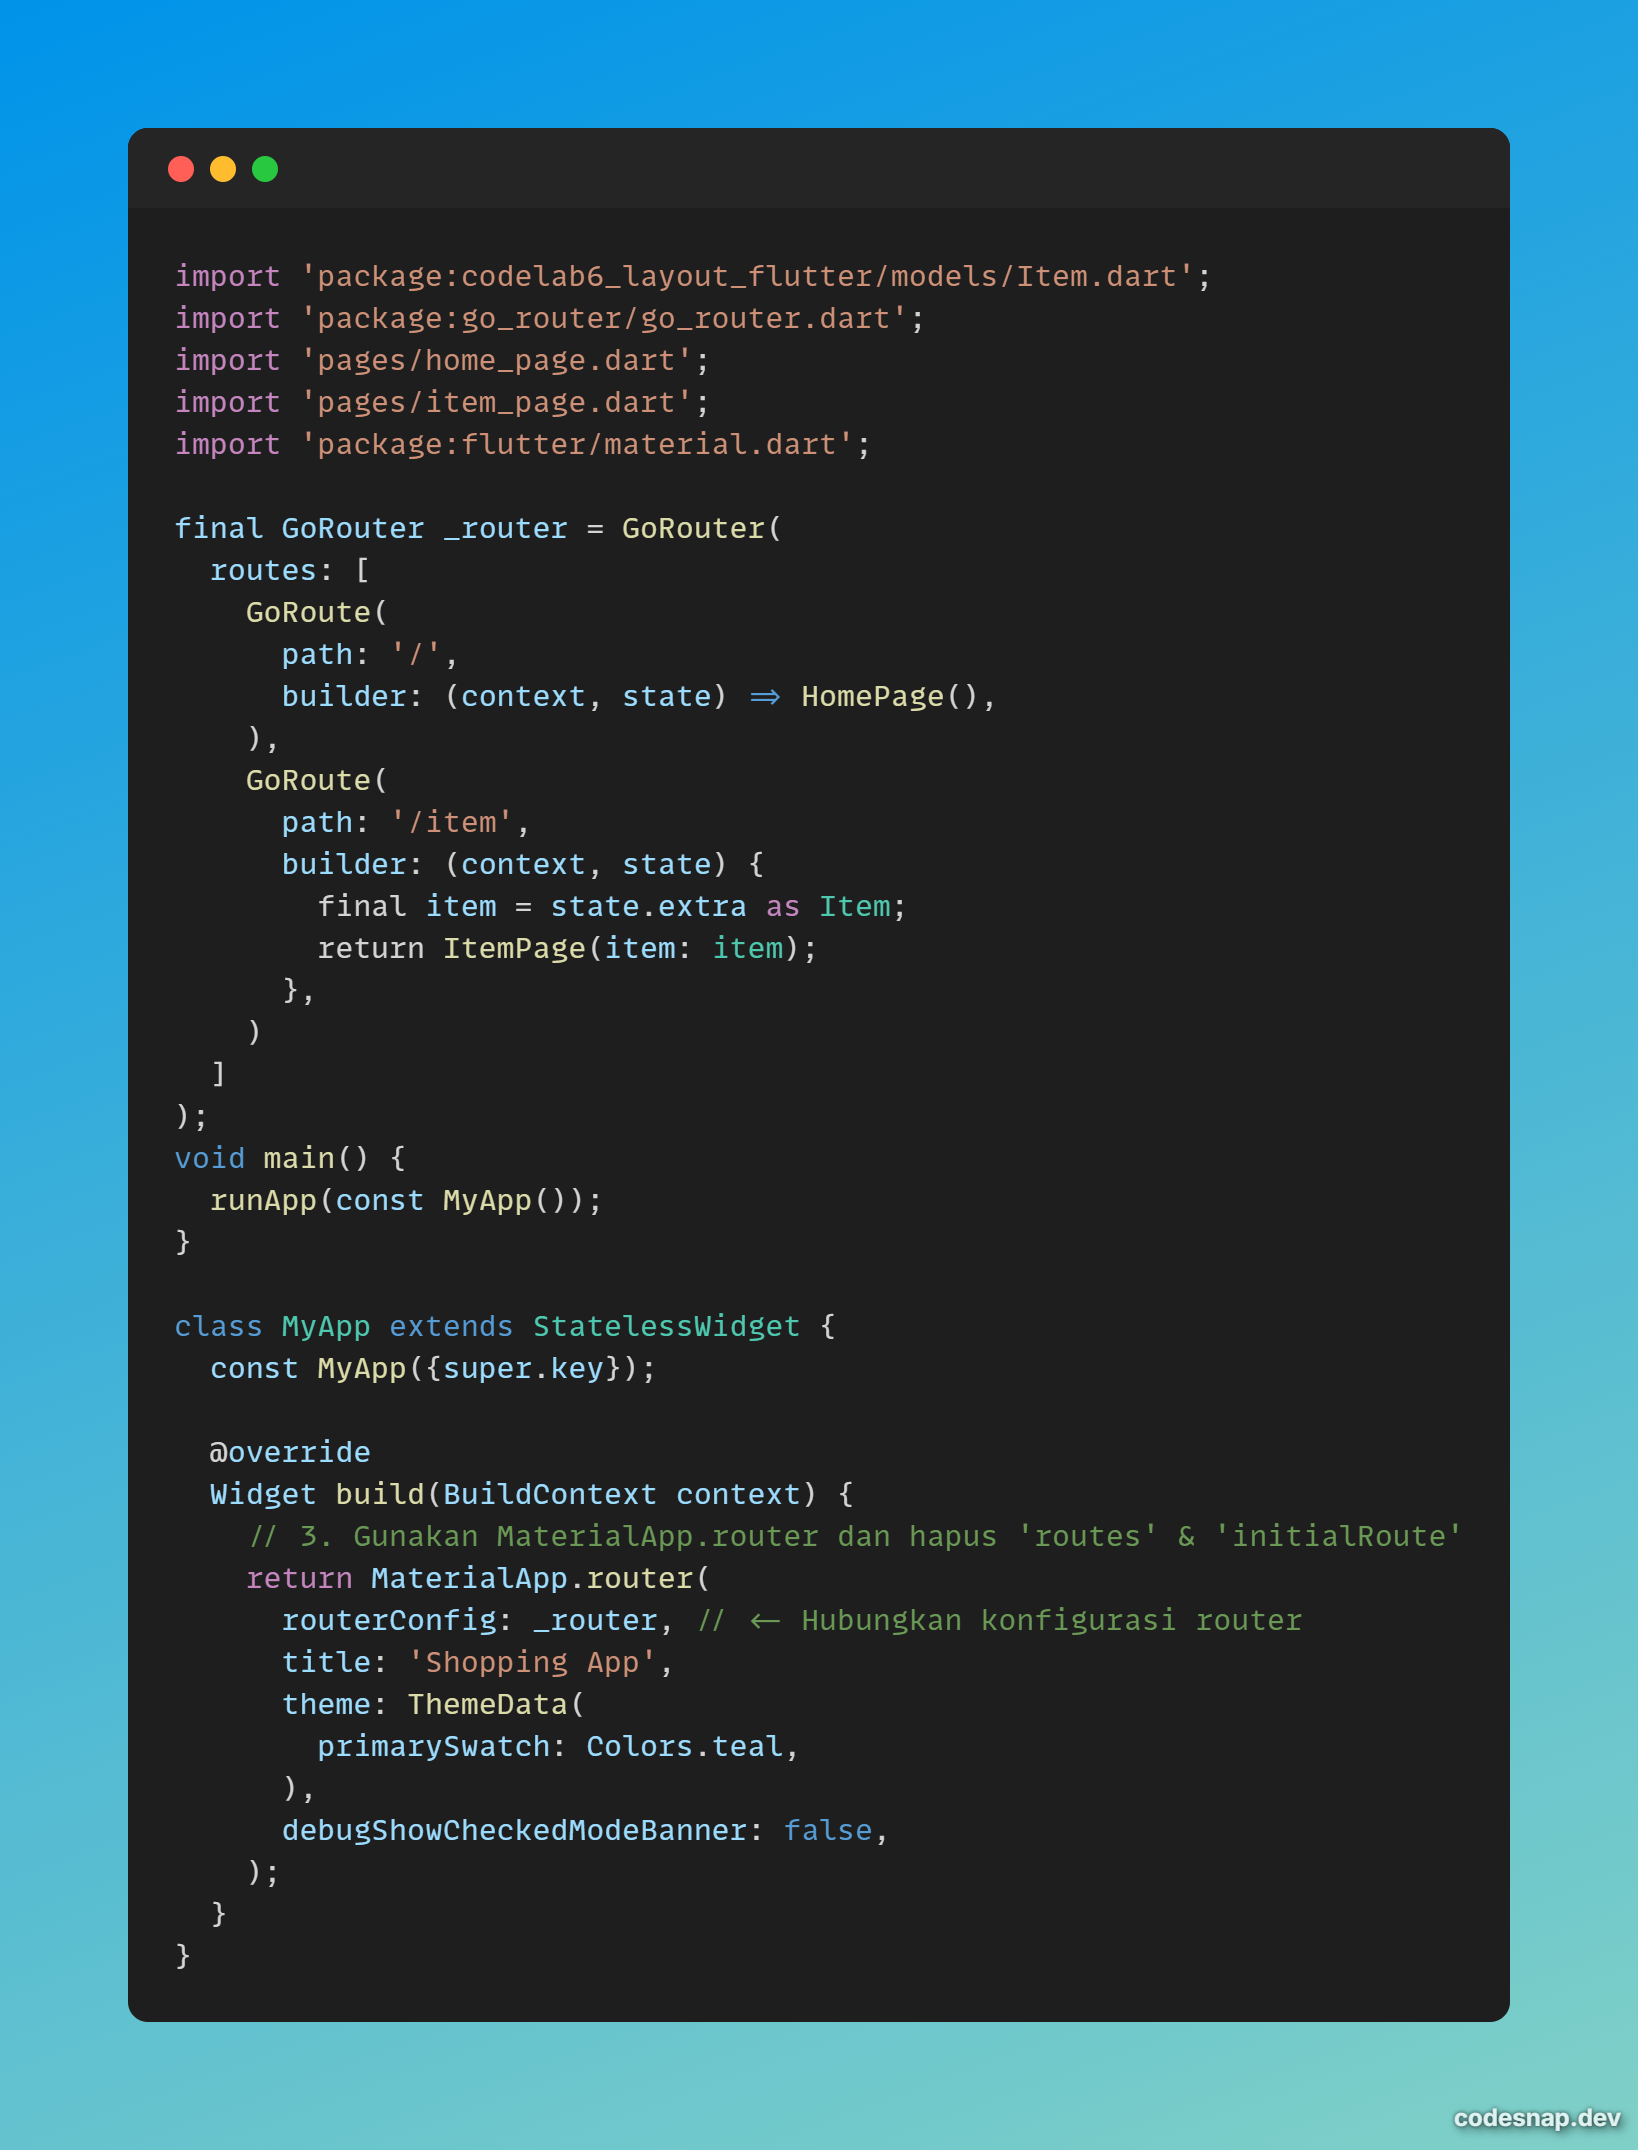 import 'package:codelab6_layout_flutter/models/Item.dart';
import 'package:go_router/go_router.dart';
import 'pages/home_page.dart';
import 'pages/item_page.dart';
import 'package:flutter/material.dart';

final GoRouter _router = GoRouter(
  routes: [
    GoRoute(
      path: '/',
      builder: (context, state) => HomePage(),
    ),
    GoRoute(
      path: '/item',
      builder: (context, state) {
        final item = state.extra as Item;
        return ItemPage(item: item);
      },
    )
  ]
);
void main() {
  runApp(const MyApp());
}

class MyApp extends StatelessWidget {
  const MyApp({super.key});

  @override
  Widget build(BuildContext context) {
    // 3. Gunakan MaterialApp.router dan hapus 'routes' & 'initialRoute'
    return MaterialApp.router(
      routerConfig: _router, // <- Hubungkan konfigurasi router
      title: 'Shopping App',
      theme: ThemeData(
        primarySwatch: Colors.teal,
      ),
      debugShowCheckedModeBanner: false,
    );
  }
}
codesnap.dev